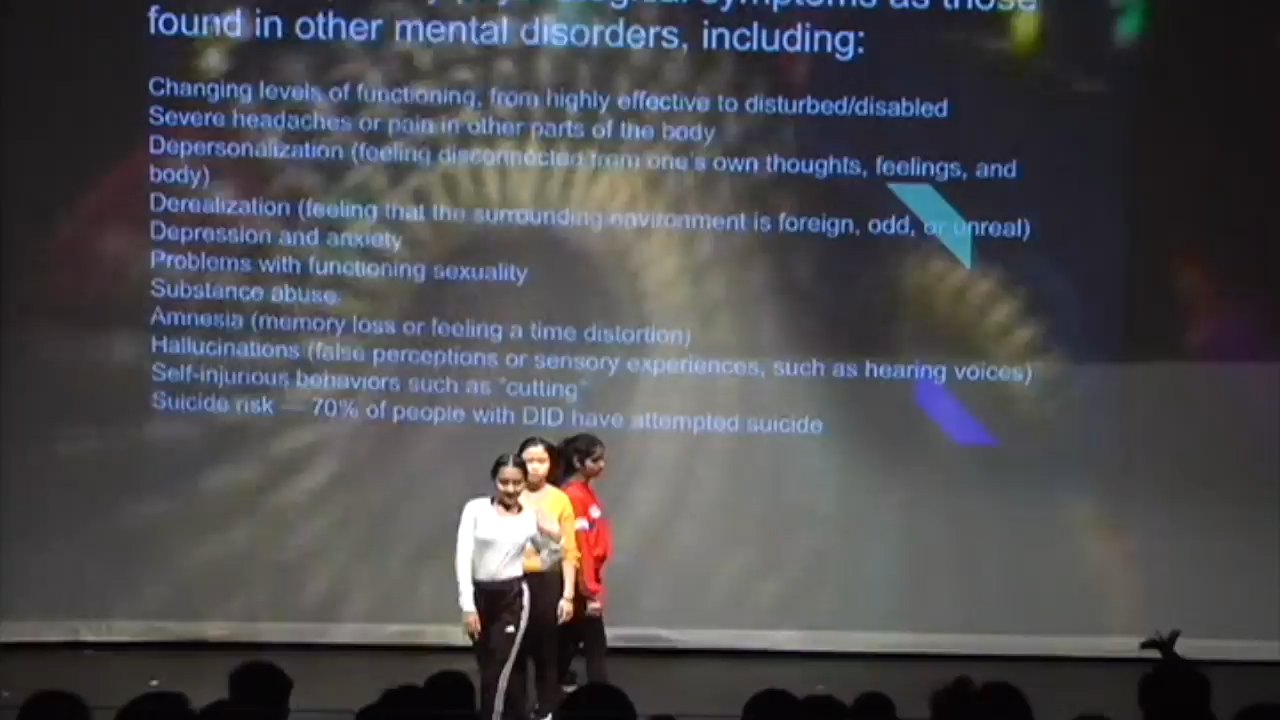 symptoms as those
found in other mental disorders, including:
Changing levels of functioning, from highly effective to disturbed/disabled
Severe headaches or pain in other parts of the body
Depersonalization (feeling disconnected from one's own thoughts, feelings, and
body)
Derealization (feeling that the surrounding environment is foreign, odd, or unreal)
Depression and anxiety
Problems with functioning sexuality
Substance abuse
Amnesia (memory loss or feeling a time distortion)
Hallucinations (false perceptions or sensory experiences, such as hearing voices)
Self-injurious behaviors such as "cutting"
Suicide risk — 70% of people with DID have attempted suicide